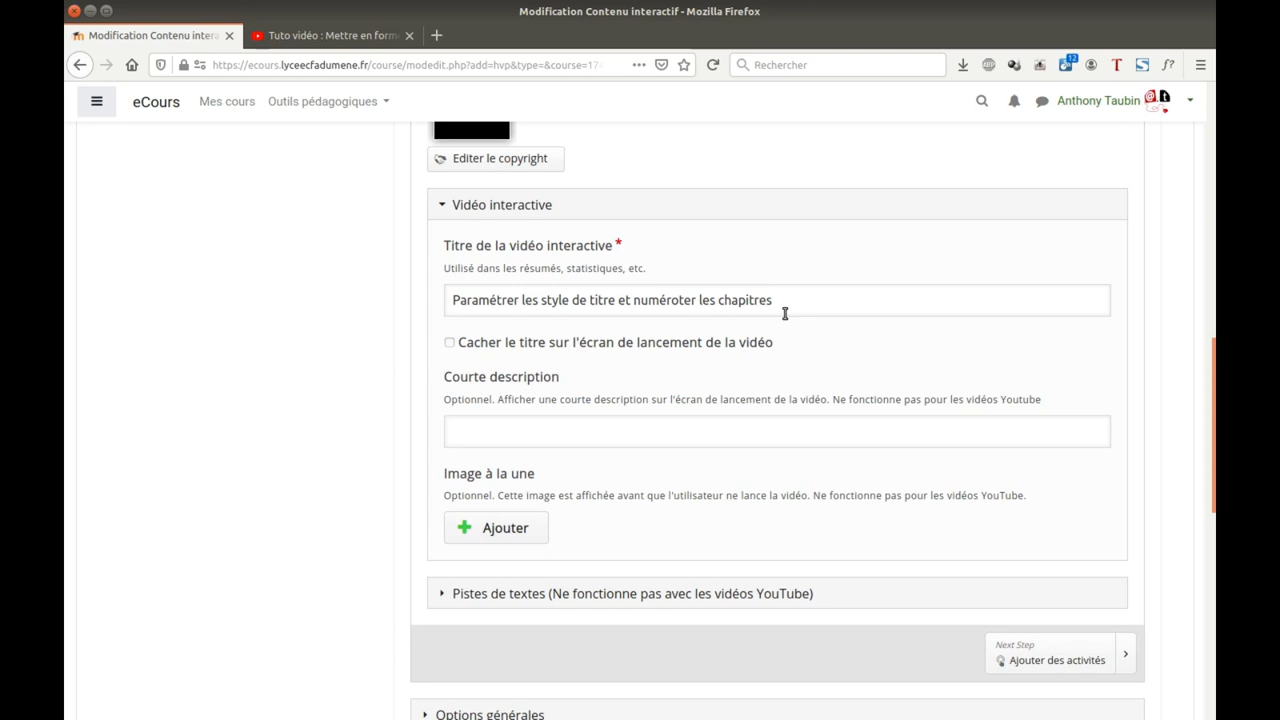 Modification Contenu interactif - Mozilla Firefox
Modification Contenu intera
Tuto vidéo : Mettre en form
https://ecours.lyceecfadumene.fr/course/modedit.php?add=hvp&type=&course=17
Rechercher
12
eCours
Mes cours
Outils pédagogiques
Anthony Taubin
Editer le copyright
Vidéo interactive
Titre de la vidéo interactive *
Utilisé dans les résumés, statistiques, etc.
Paramétrer les style de titre et numéroter les chapitres
Cacher le titre sur l'écran de lancement de la vidéo
Courte description
Optionnel. Afficher une courte description sur l'écran de lancement de la vidéo. Ne fonctionne pas pour les vidéos Youtube
Image à la une
Optionnel. Cette image est affichée avant que l'utilisateur ne lance la vidéo. Ne fonctionne pas pour les vidéos YouTube.
Ajouter
Pistes de textes (Ne fonctionne pas avec les vidéos YouTube)
Next Step
Ajouter des activités
Options générales